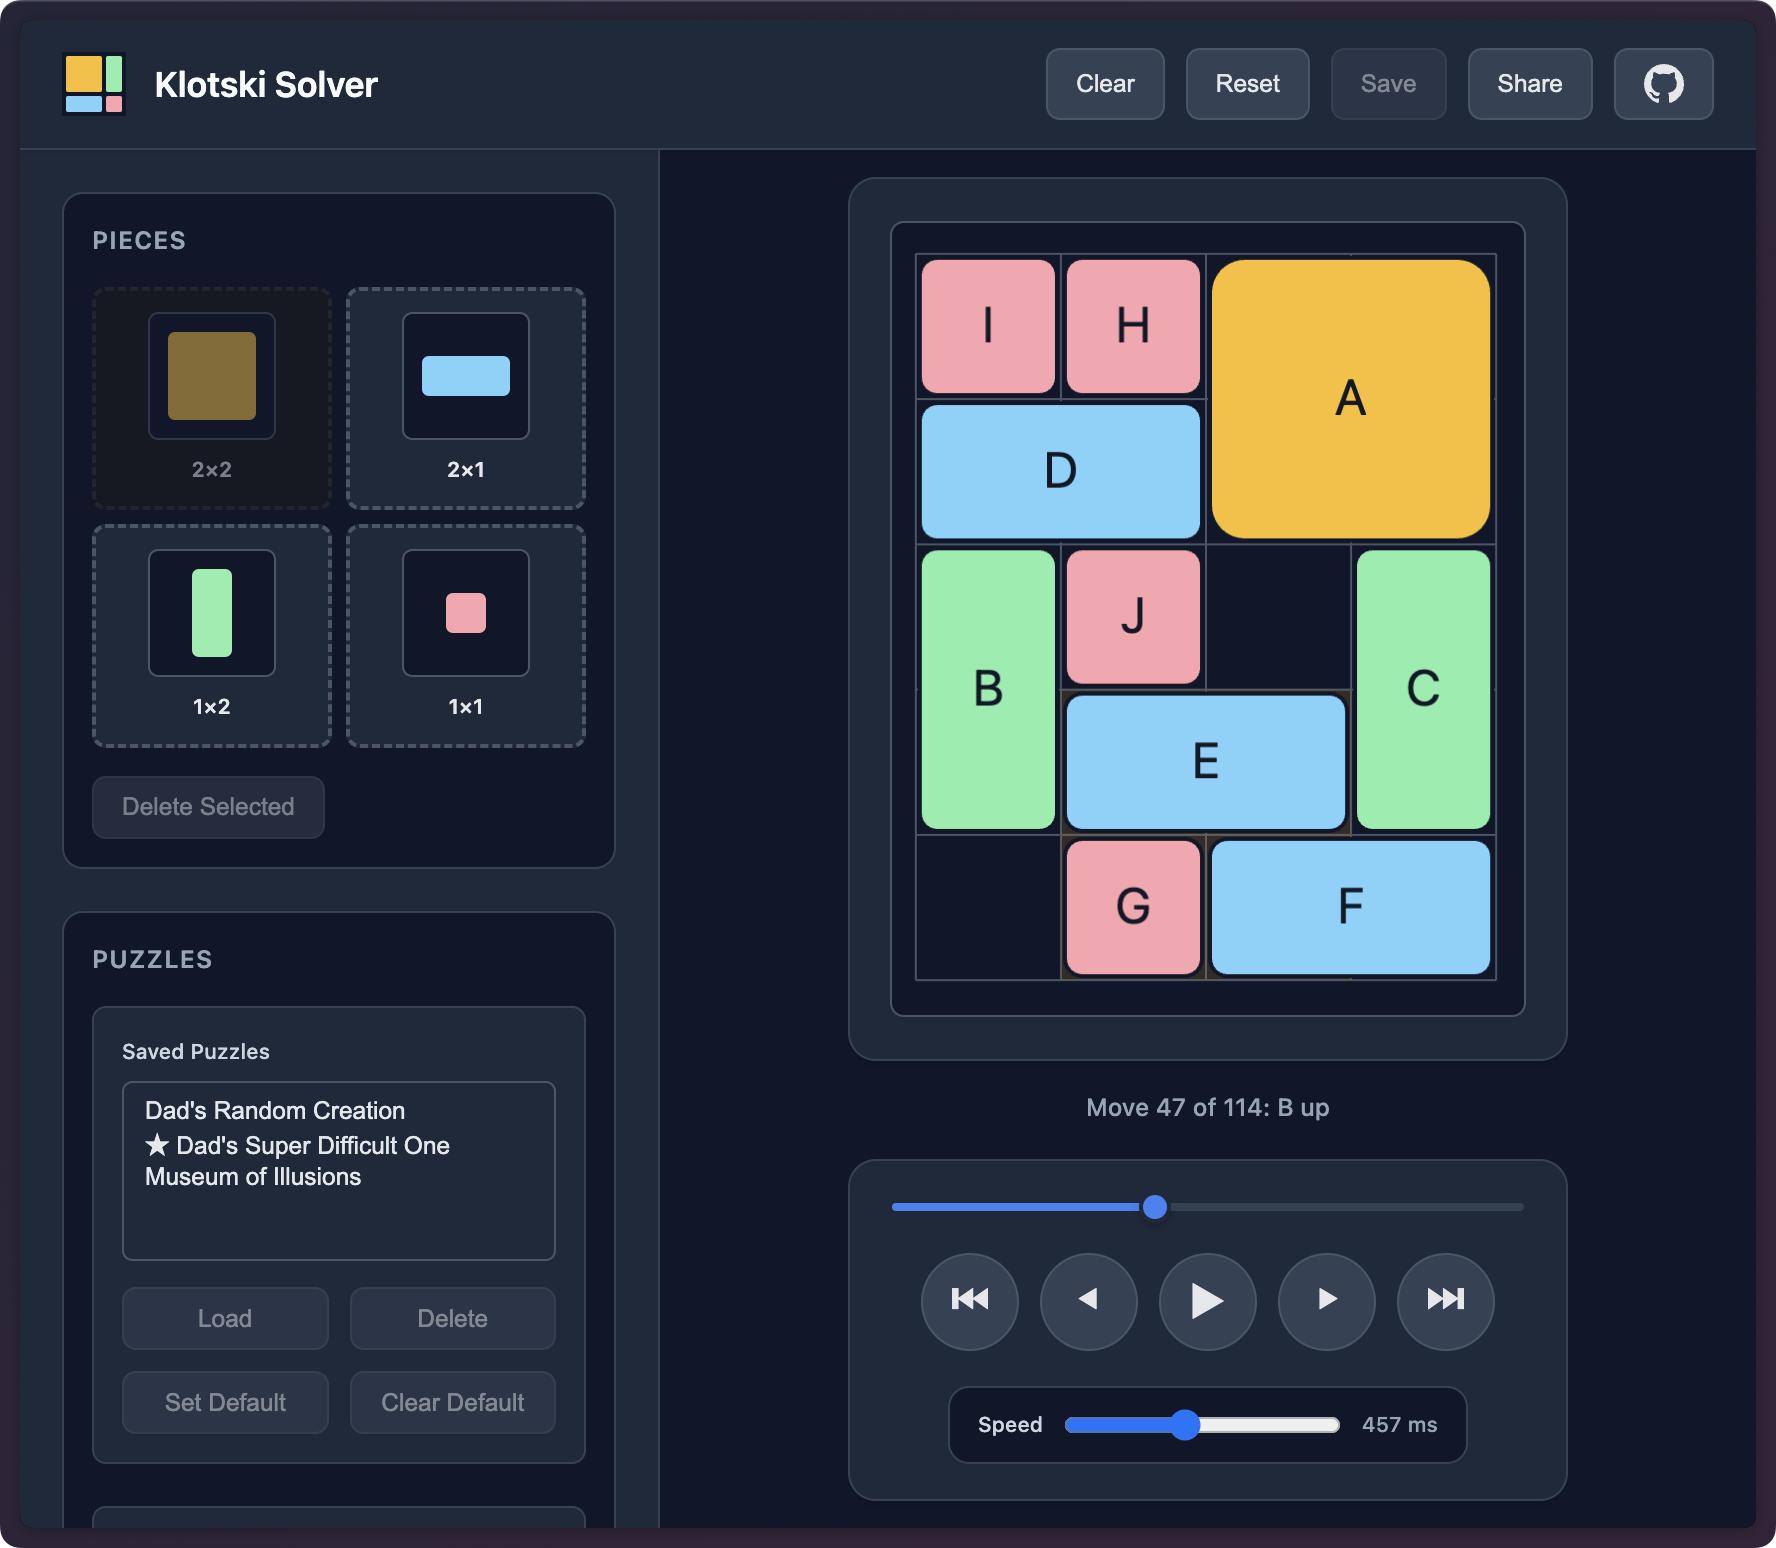 Klotski Solver
Clear
Reset
Save
Share
PIECES
2×2
2×1
1×2
1×1
Delete Selected
PUZZLES
Saved Puzzles
Dad's Random Creation
★ Dad's Super Difficult One
Museum of Illusions
Load
Delete
Set Default
Clear Default
I
H
A
D
J
B
C
E
G
F
Move 47 of 114: B up
Speed
457 ms